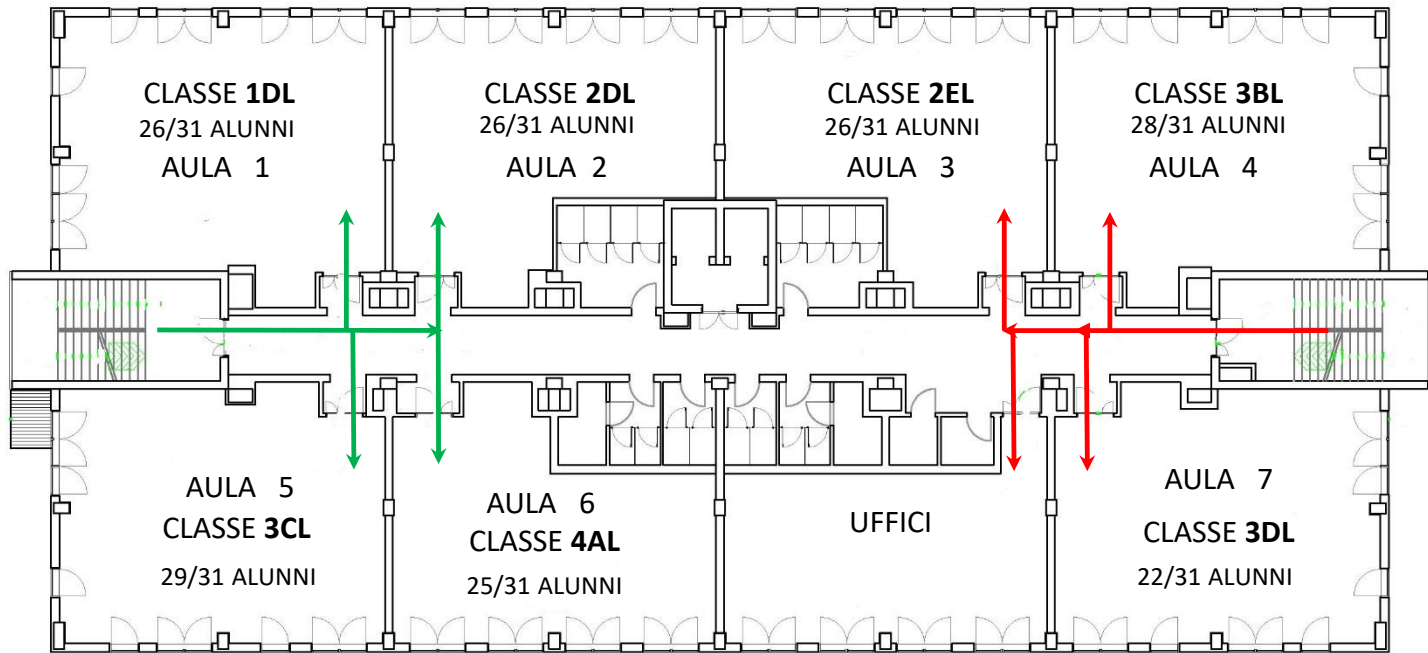 CLASSE 1DL
26/31 ALUNNI
AULA 1
CLASSE 2DL
26/31 ALUNNI
AULA 2
CLASSE 2EL
26/31 ALUNNI
AULA 3
CLASSE 3BL
28/31 ALUNNI
AULA 4
AULA 5
CLASSE 3CL
29/31 ALUNNI
AULA 6
CLASSE 4AL
25/31 ALUNNI
UFFICI
AULA 7
CLASSE 3DL
22/31 ALUNNI